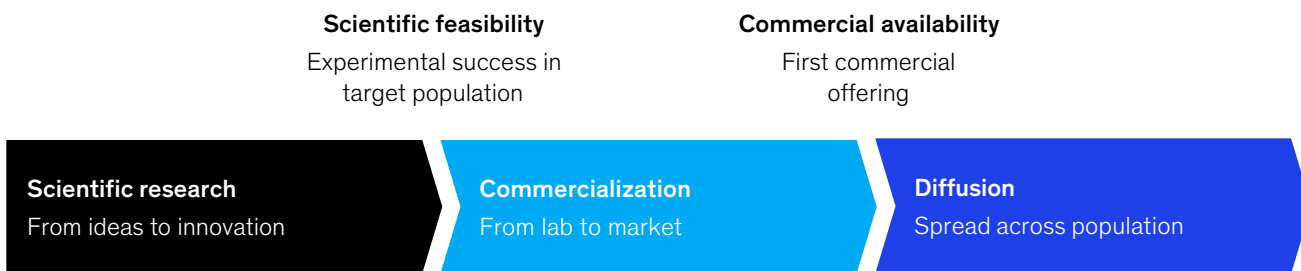 Scientific feasibility
Experimental success in
target population
Commercial availability
First commercial
offering
Scientific research
From ideas to innovation
Commercialization
From lab to market
Diffusion
Spread across population